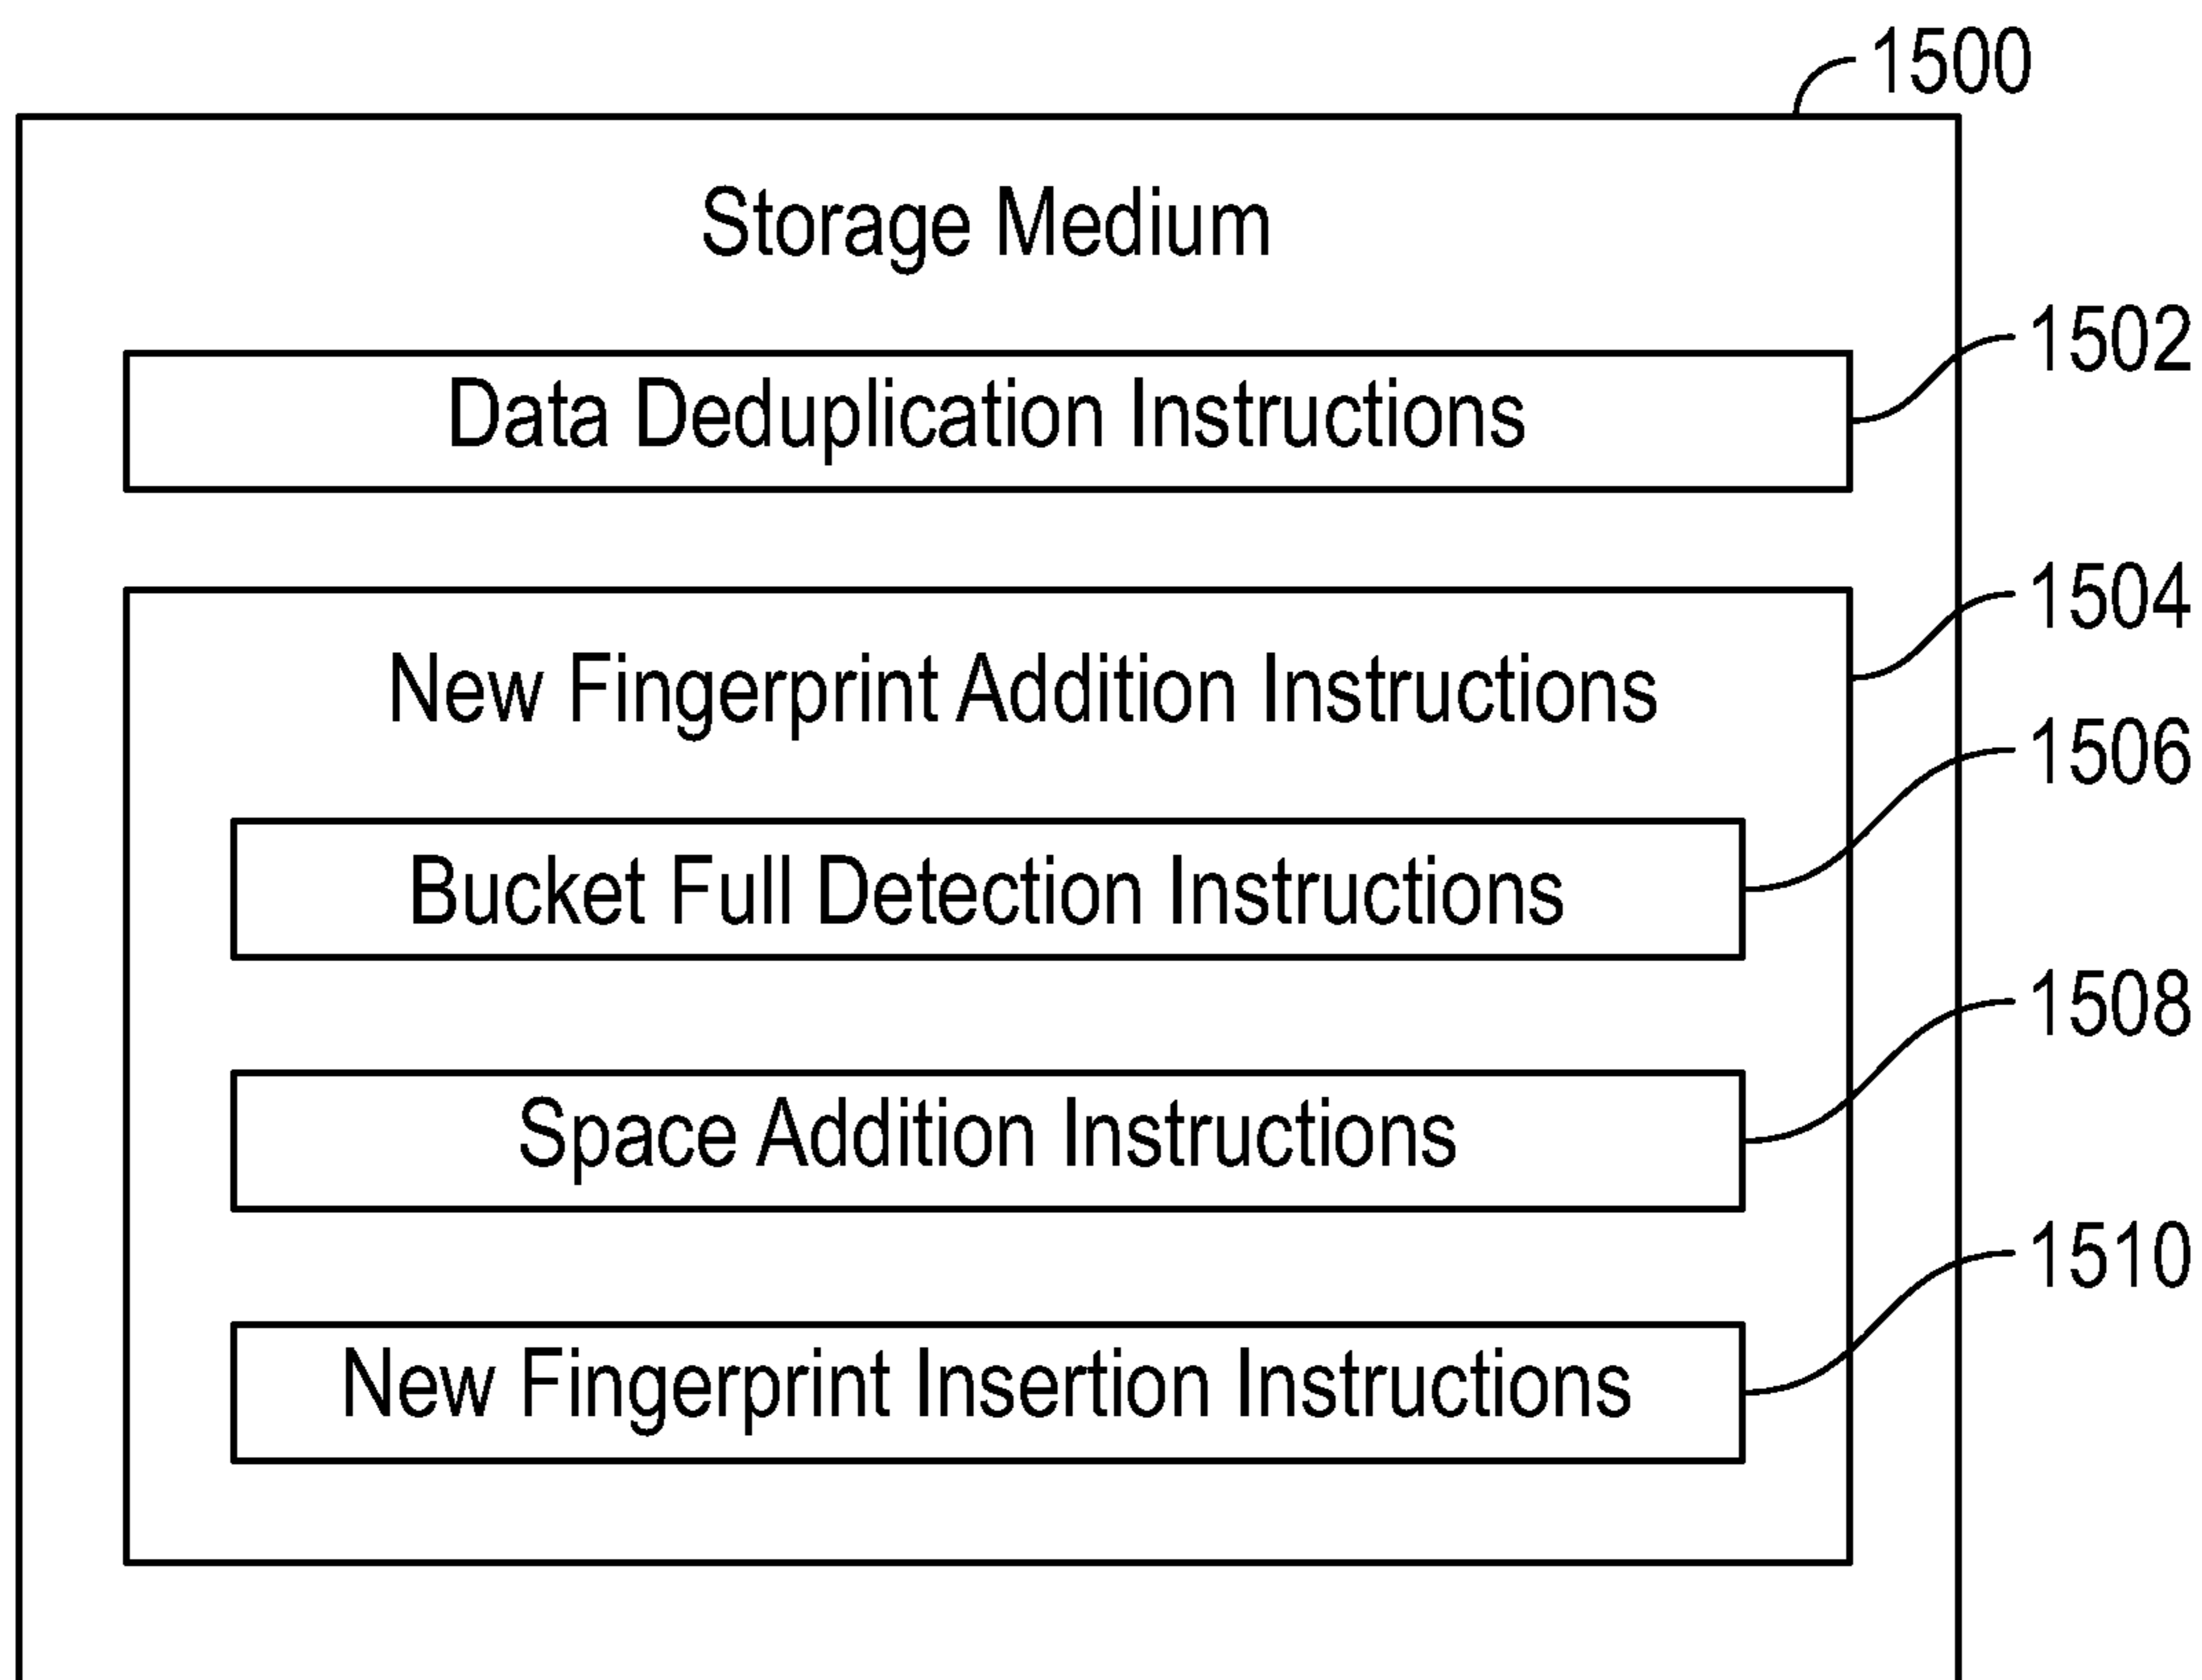 1500
Storage Medium
1502
Data Deduplication Instructions
1504
New Fingerprint Addition Instructions
1506
Bucket Full Detection Instructions
1508
Space Addition Instructions
1510
New Fingerprint Insertion Instructions